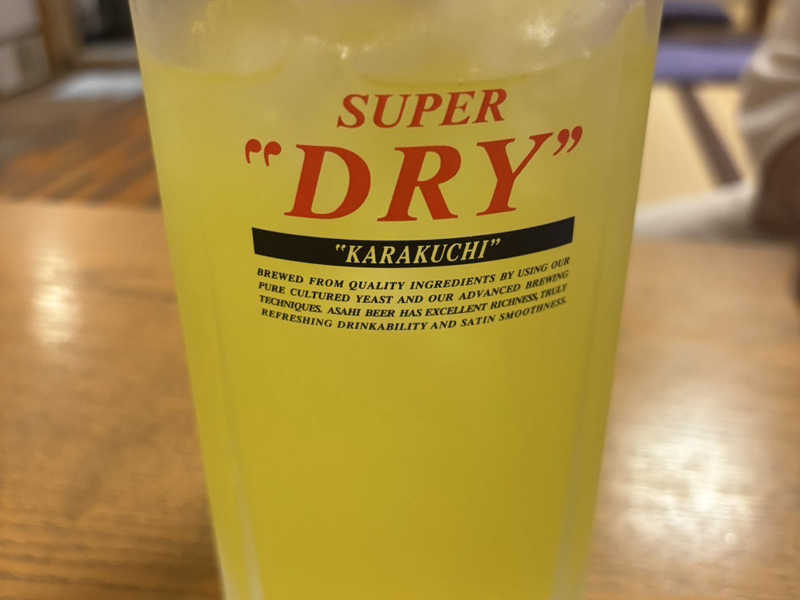 SUPER
“DRY”
“KARAKUCHI”
BREWED FROM QUALITY INGREDIENTS BY USING OUR
PURE CULTURED YEAST AND OUR ADVANCED BREWING
TECHNIQUES. ASAHI BEER HAS EXCELLENT RICHNESS, TRULY
REFRESHING DRINKABILITY AND SATIN SMOOTHNESS.